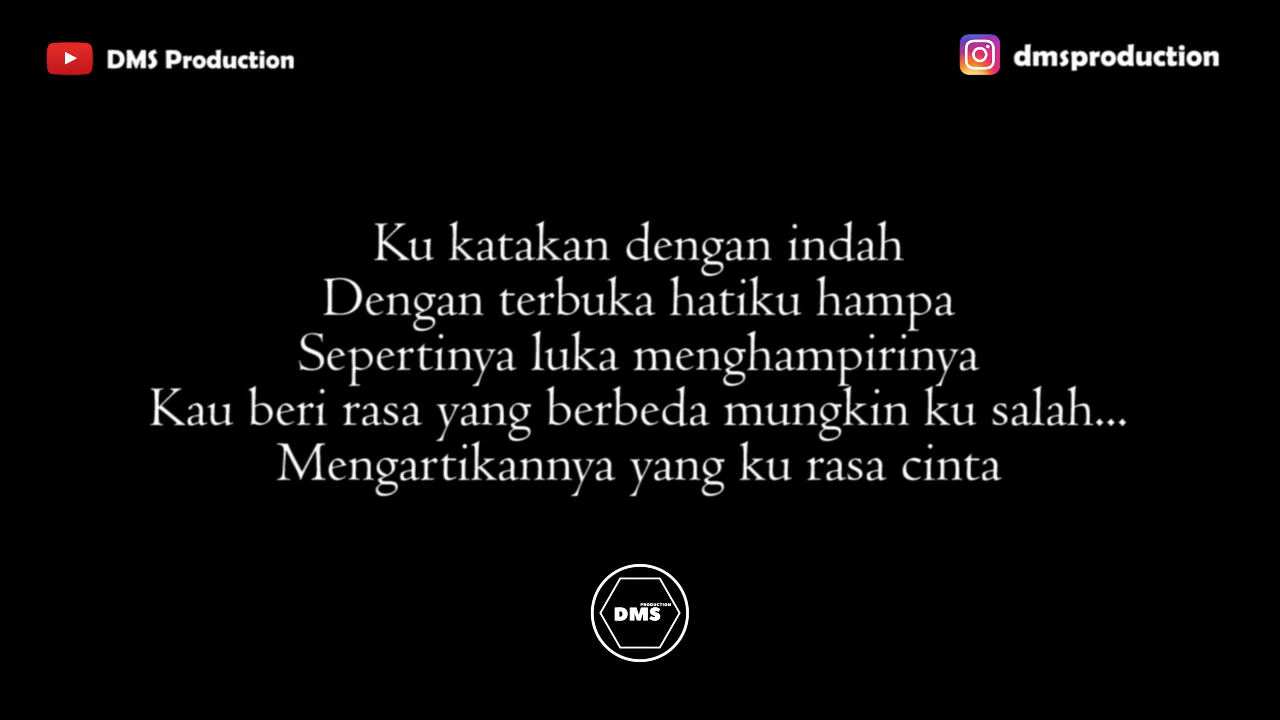 DMS Production
dmsproduction
Ku katakan dengan indah
Dengan terbuka hatiku hampa
Sepertinya luka menghampirinya
Kau beri rasa yang berbeda mungkin ku salah...
Mengartikannya yang ku rasa cinta
PRODUCTION
DMS